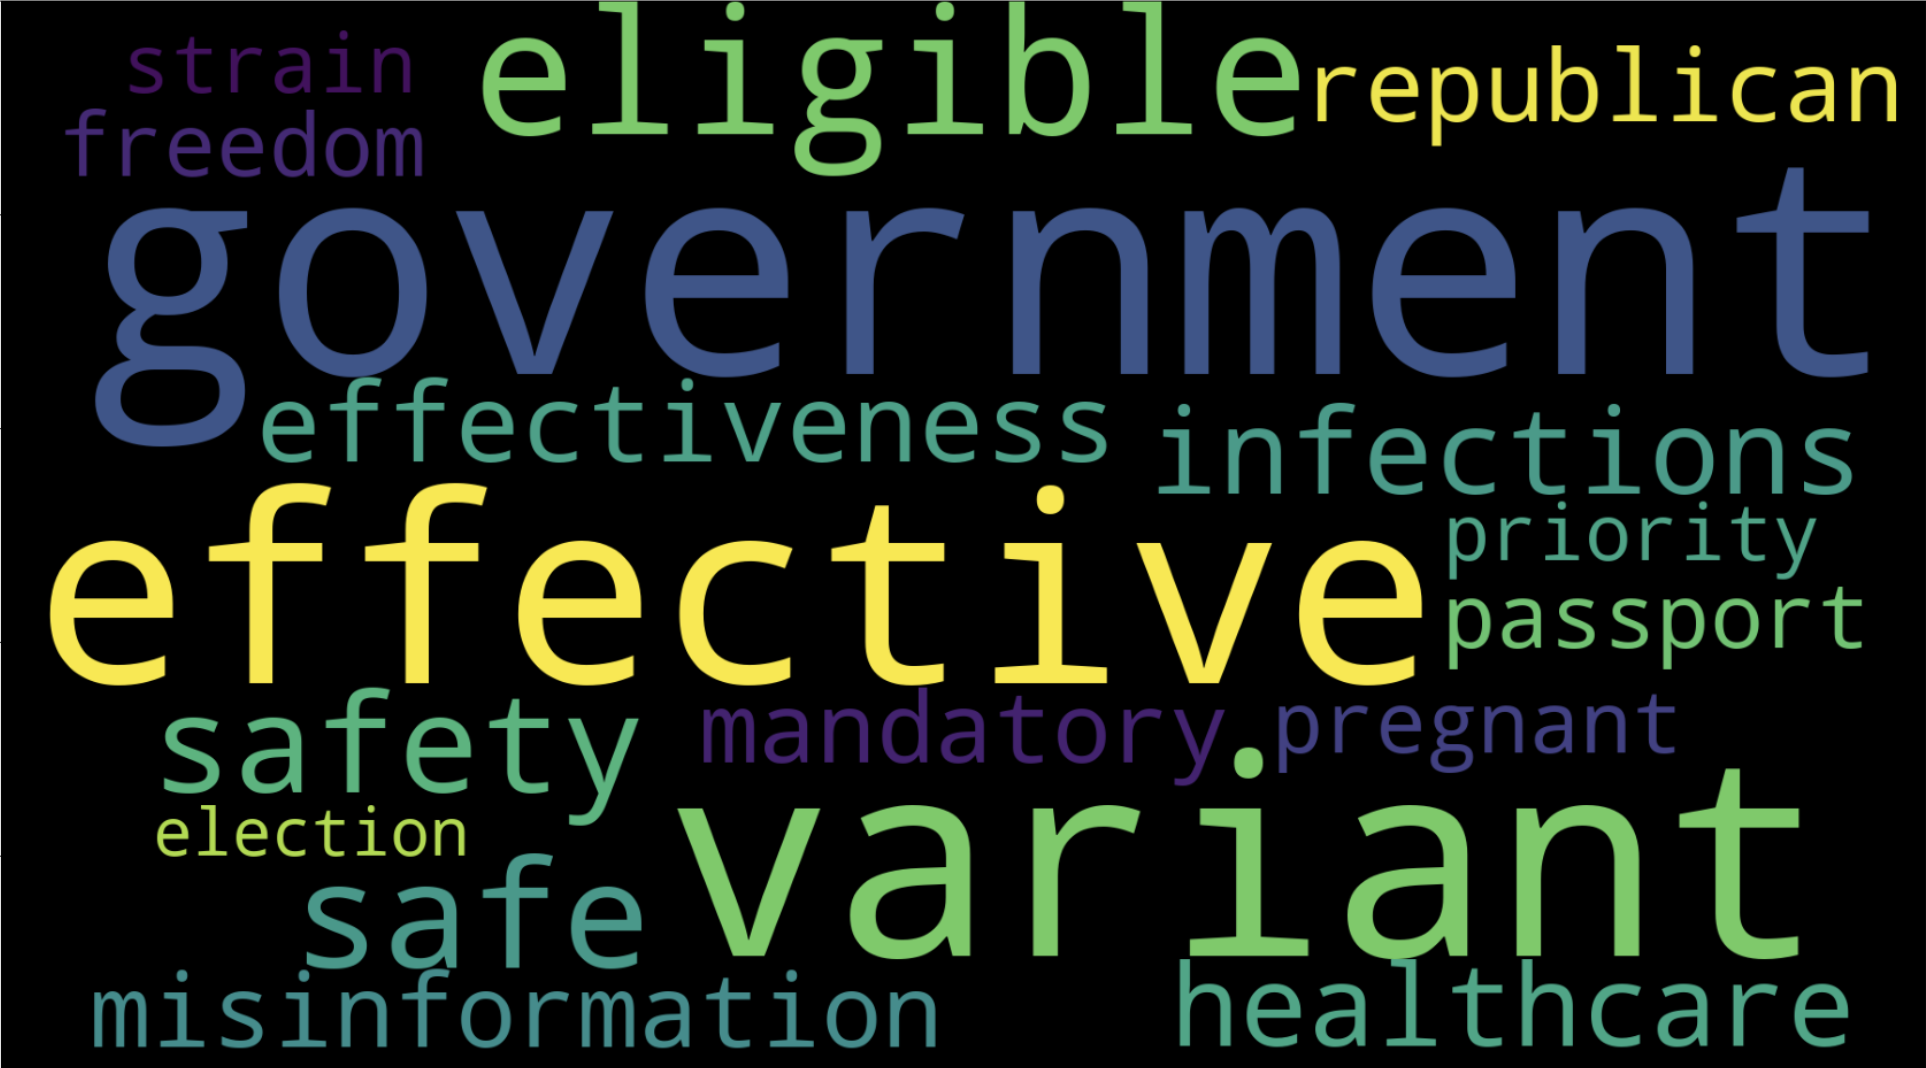 strain eligible republican
freedom
government
effectiveness infections
effective priority
passport
safety mandatory pregnant
election variant
safe
misinformation healthcare